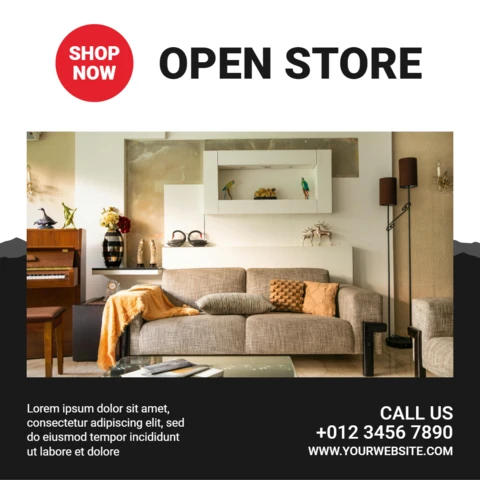 SHOP
NOW
OPEN STORE
Lorem ipsum dolor sit amet,
consectetur adipiscing elit, sed
do eiusmod tempor incididunt
ut labore et dolore
CALL US
+012 3456 7890
WWW.YOURWEBSITE.COM